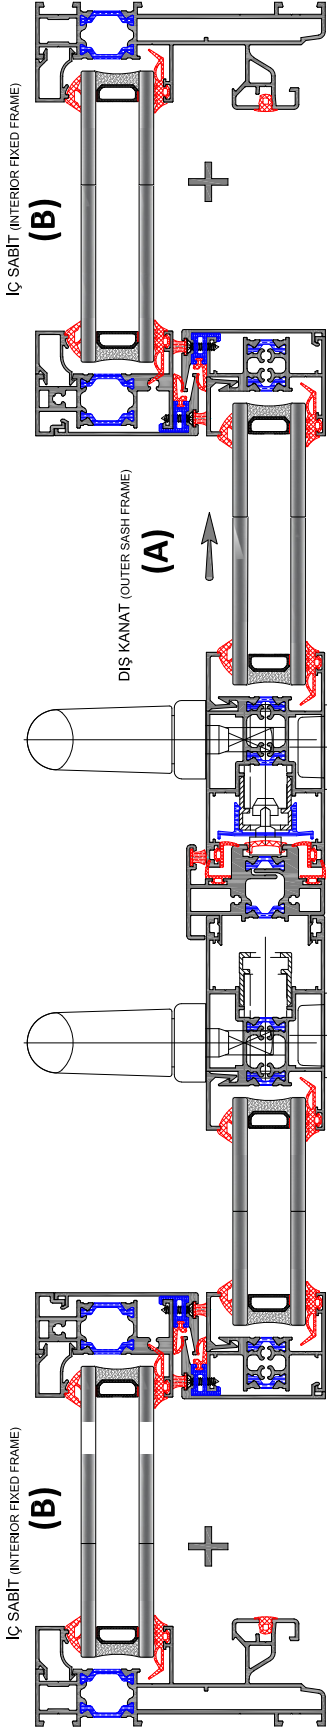 İÇ SABİT (INTERIOR FIXED FRAME)
(B)
DIŞ KANAT (OUTER SASH FRAME)
(A)
İÇ SABİT (INTERIOR FIXED FRAME)
(B)